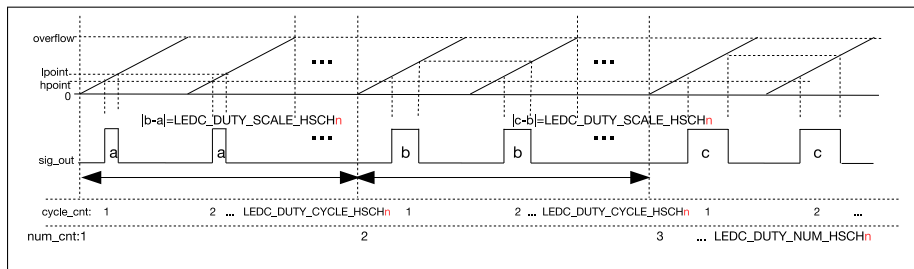 overflow
lpoint
hpoint
0
|b-a|=LEDC_DUTY_SCALE_HSCHn
|c-b|=LEDC_DUTY_SCALE_HSCHn
sig_out
a
a
b
b
c
c
cycle_cnt: 1 2 ... LEDC_DUTY_CYCLE_HSCHn 1 2 ... LEDC_DUTY_CYCLE_HSCHn 1 2 ...
num_cnt:1 2 3 ... LEDC_DUTY_NUM_HSCHn